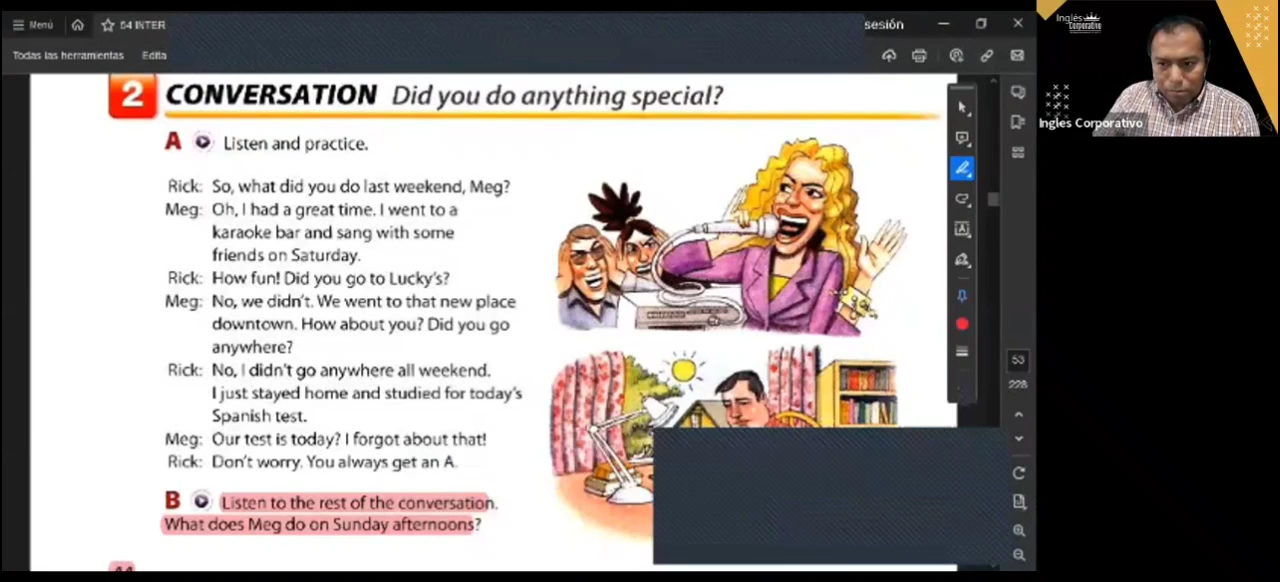 Menú
54 INTER
sesión
Todas las herramientas
Edita
Inglés
Corporativo
Ingles Corporativo
2 CONVERSATION Did you do anything special?
A Listen and practice.
Rick: So, what did you do last weekend, Meg?
Meg: Oh, I had a great time. I went to a
karaoke bar and sang with some
friends on Saturday.
Rick: How fun! Did you go to Lucky's?
Meg: No, we didn't. We went to that new place
downtown. How about you? Did you go
anywhere?
Rick: No, I didn't go anywhere all weekend.
I just stayed home and studied for today's
Spanish test.
Meg: Our test is today? I forgot about that!
Rick: Don't worry. You always get an A.
B Listen to the rest of the conversation.
What does Meg do on Sunday afternoons?
53
228